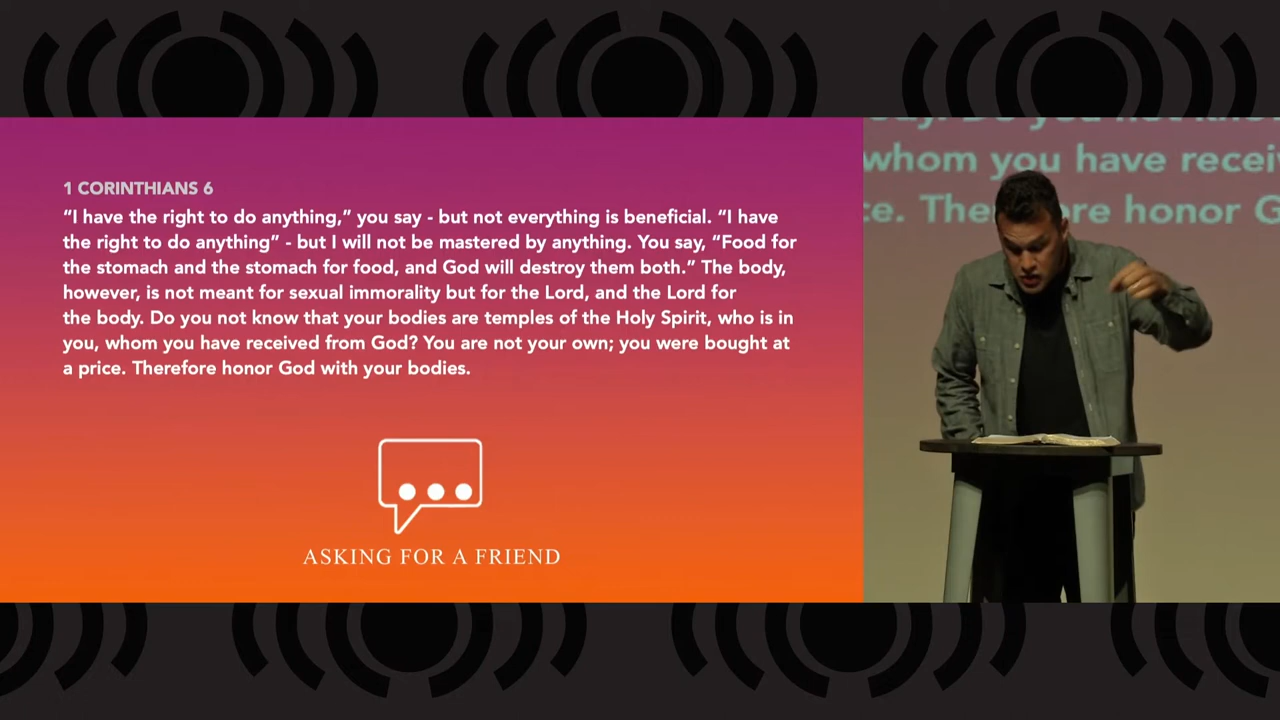 1 CORINTHIANS 6
“I have the right to do anything,” you say - but not everything is beneficial. “I have
the right to do anything” - but I will not be mastered by anything. You say, “Food for
the stomach and the stomach for food, and God will destroy them both.” The body,
however, is not meant for sexual immorality but for the Lord, and the Lord for
the body. Do you not know that your bodies are temples of the Holy Spirit, who is in
you, whom you have received from God? You are not your own; you were bought at
a price. Therefore honor God with your bodies.
ASKING FOR A FRIEND
Do you not
whom you have
honor